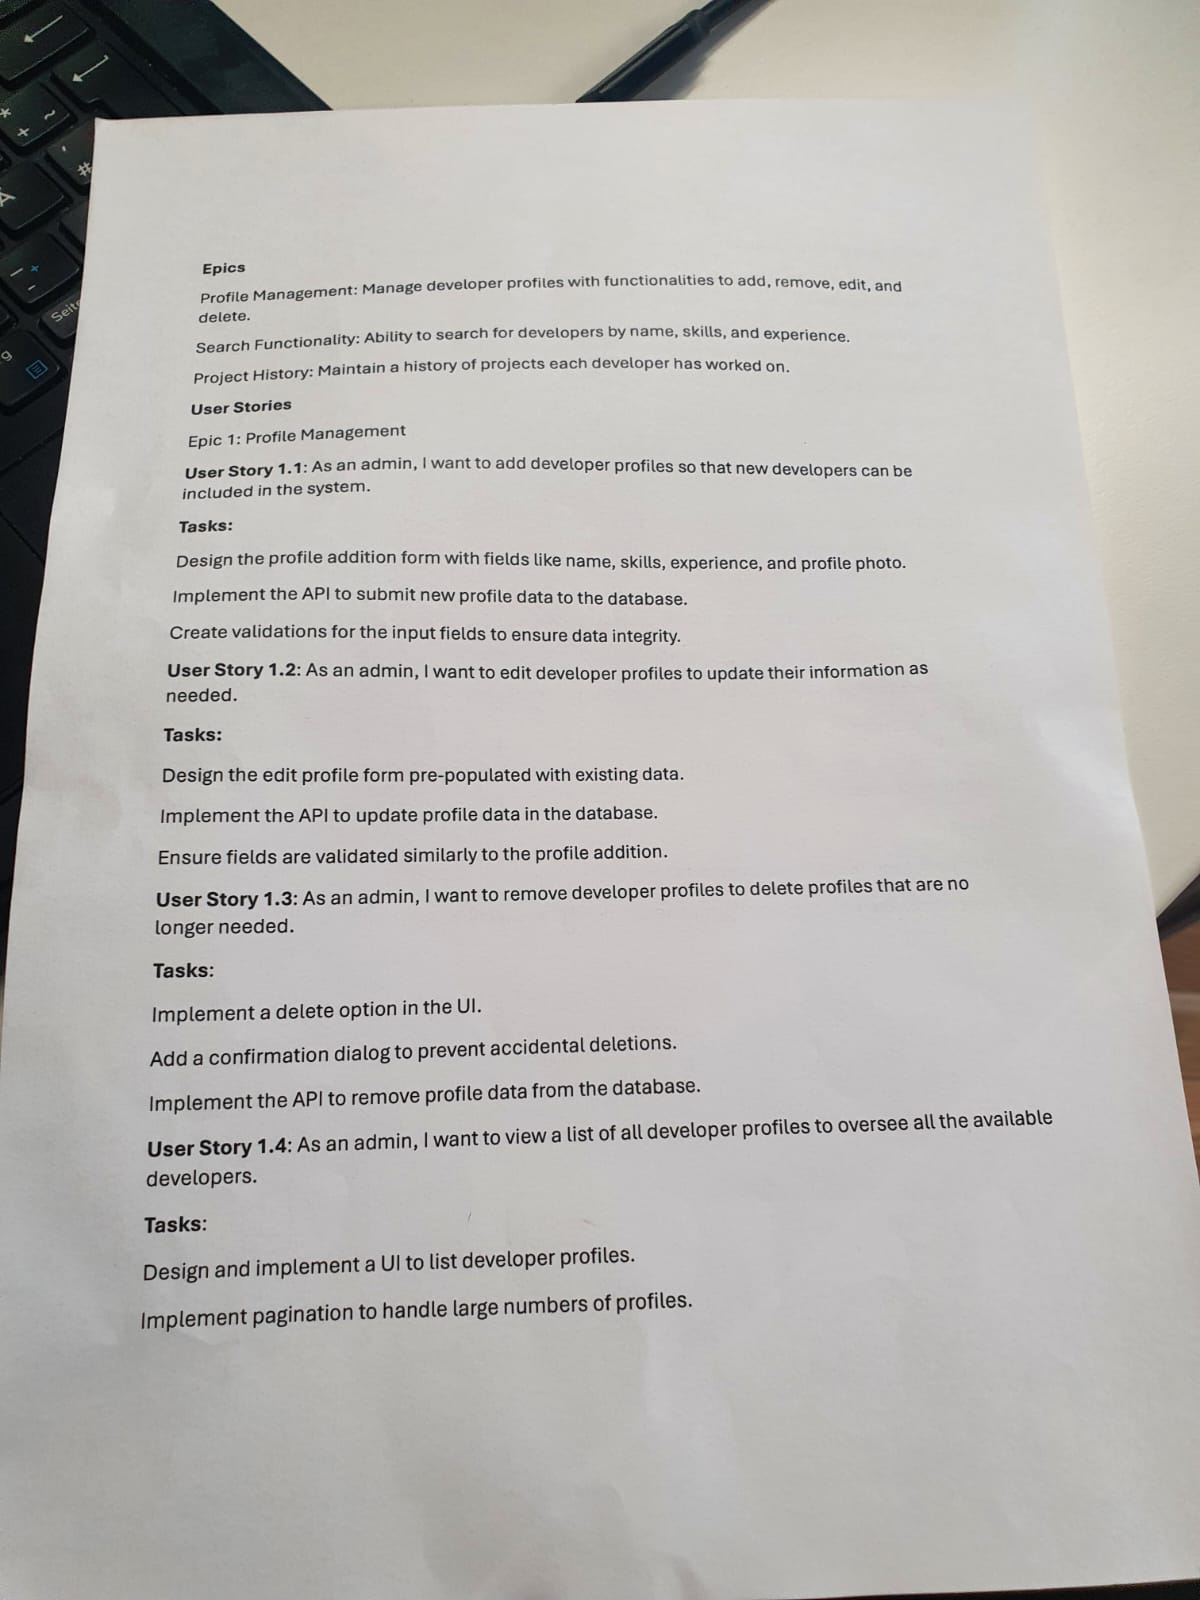 Seite
g
Epics
Profile Management: Manage developer profiles with functionalities to add, remove, edit, and
delete.
Search Functionality: Ability to search for developers by name, skills, and experience.
Project History: Maintain a history of projects each developer has worked on.
User Stories
Epic 1: Profile Management
User Story 1.1: As an admin, I want to add developer profiles so that new developers can be
included in the system.
Tasks:
Design the profile addition form with fields like name, skills, experience, and profile photo.
Implement the API to submit new profile data to the database.
Create validations for the input fields to ensure data integrity.
User Story 1.2: As an admin, I want to edit developer profiles to update their information as
needed.
Tasks:
Design the edit profile form pre-populated with existing data.
Implement the API to update profile data in the database.
Ensure fields are validated similarly to the profile addition.
User Story 1.3: As an admin, I want to remove developer profiles to delete profiles that are no
longer needed.
Tasks:
Implement a delete option in the UI.
Add a confirmation dialog to prevent accidental deletions.
Implement the API to remove profile data from the database.
User Story 1.4: As an admin, I want to view a list of all developer profiles to oversee all the available
developers.
Tasks:
Design and implement a UI to list developer profiles.
Implement pagination to handle large numbers of profiles.